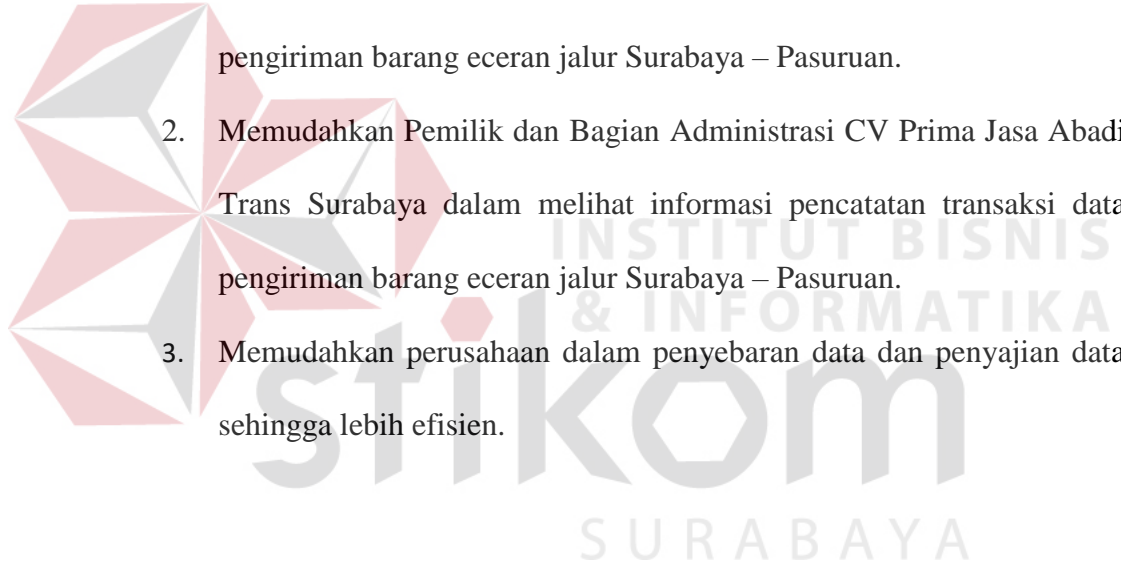 pengiriman barang eceran jalur Surabaya – Pasuruan.
2. Memudahkan Pemilik dan Bagian Administrasi CV Prima Jasa Abadi
Trans Surabaya dalam melihat informasi pencatatan transaksi data
pengiriman barang eceran jalur Surabaya – Pasuruan.
3. Memudahkan perusahaan dalam penyebaran data dan penyajian data
sehingga lebih efisien.
INSTITUT BISNIS
& INFORMATIKA
stikom
SURABAYA